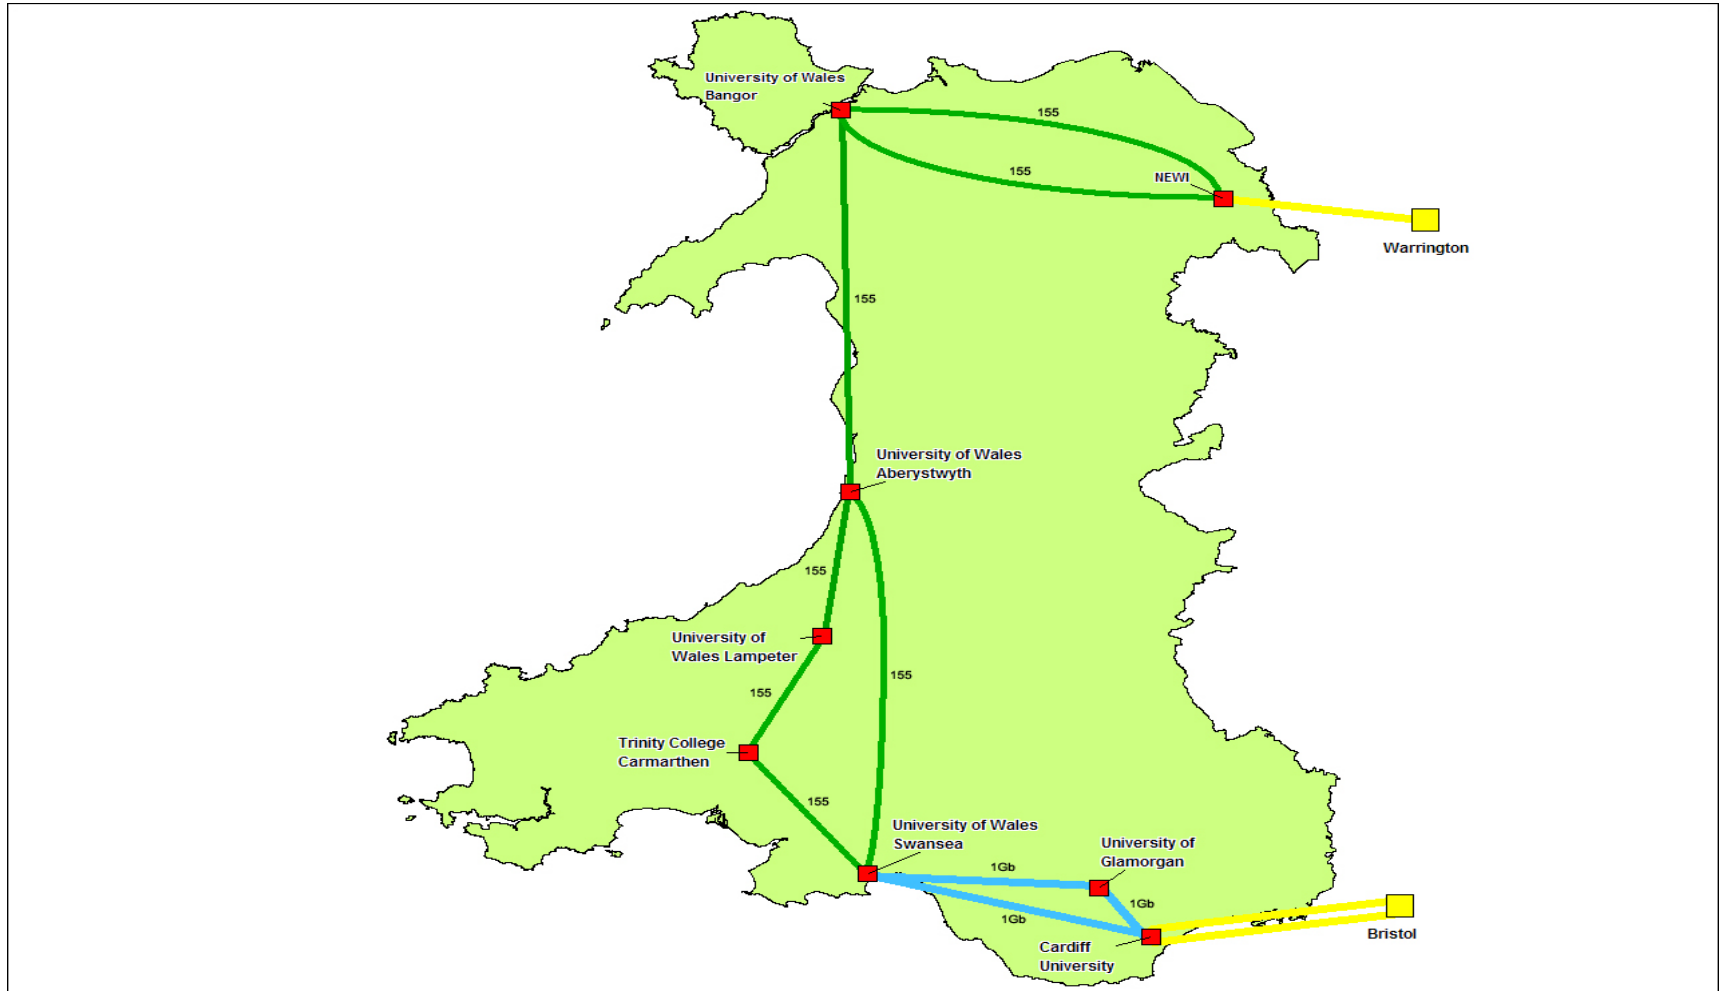 University of Wales
Bangor
155
155
NEWI
Warrington
155
University of Wales
Aberystwyth
155
University of
Wales Lampeter
155
155
Trinity College
Carmarthen
155
University of Wales
Swansea
University of
Glamorgan
1Gb
1Gb
1Gb
Bristol
Cardiff
University